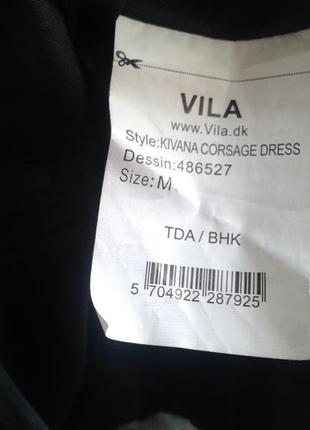 VILA
www.Vila.dk
Style:KIVANA CORSAGE DRESS
Dessin:486527
Size:M
TDA / BHK
5 704922 287925